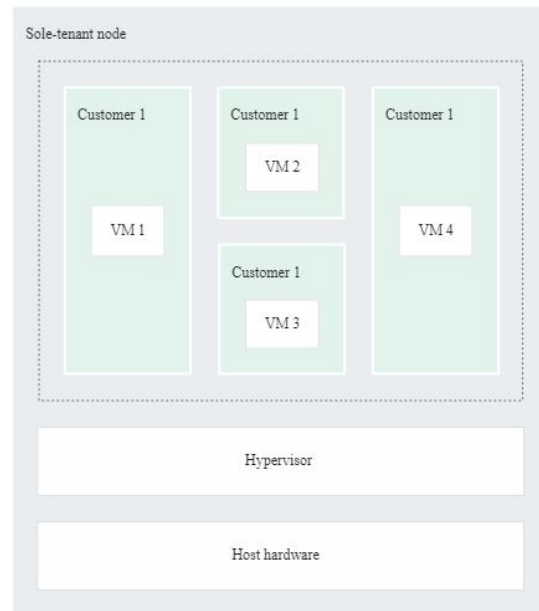 Sole-tenant node
Customer 1
VM 1
Customer 1
VM 2
Customer 1
VM 3
Customer 1
VM 4
Hypervisor
Host hardware